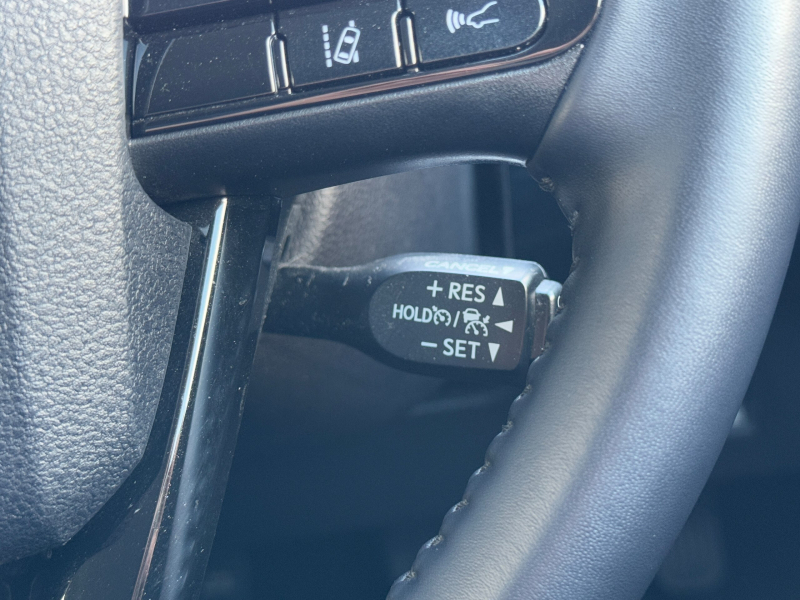 CANCEL
+ RES ▲
HOLD / ◀
− SET ▼